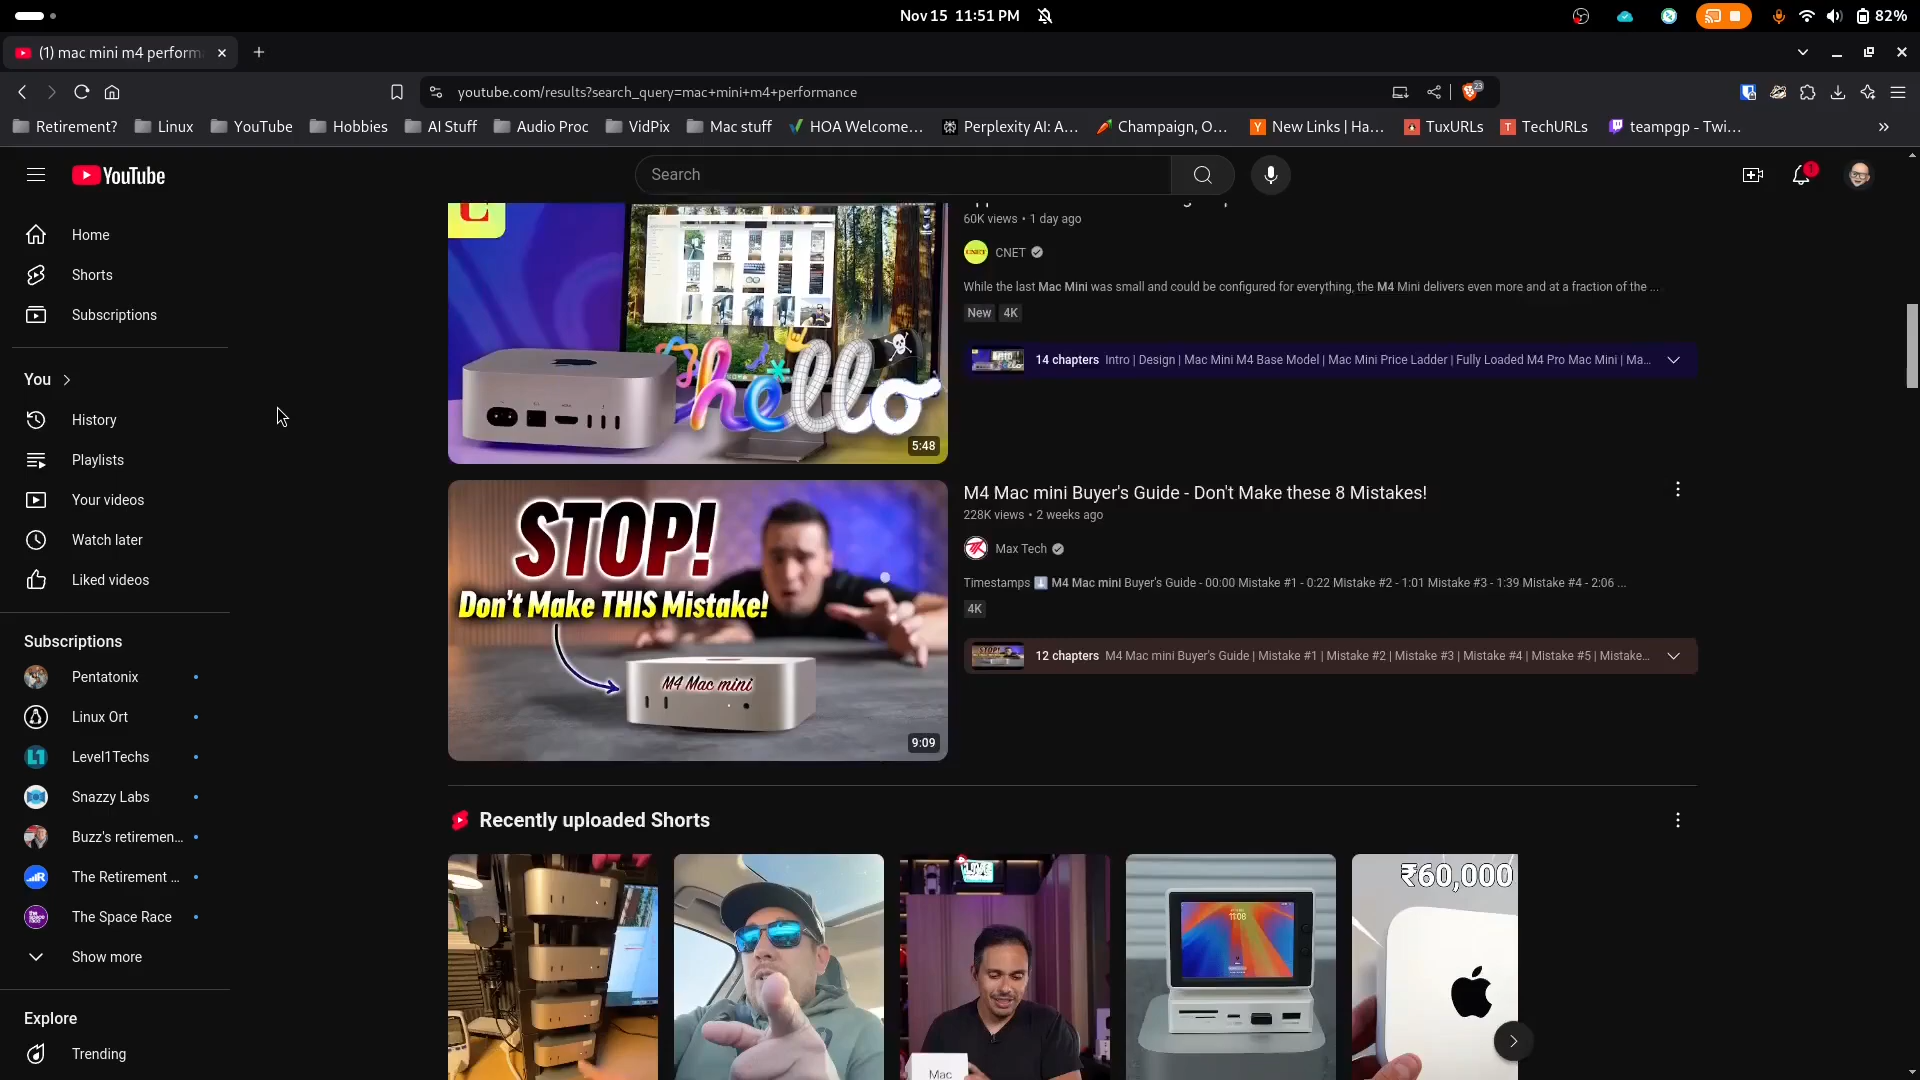 Nov 15 11:51 PM
82%
(1) mac mini m4 perform
youtube.com/results?search_query=mac+mini+m4+performance
23
Retirement?
Linux
YouTube
Hobbies
AI Stuff
Audio Proc
VidPix
Mac stuff
HOA Welcome…
Perplexity AI: A…
Champaign, O…
New Links | Ha…
TuxURLs
TechURLs
teampgp - Twi…
YouTube
Search
1
Home
Shorts
Subscriptions
You
History
Playlists
Your videos
Watch later
Liked videos
Subscriptions
Pentatonix
Linux Ort
Level1Techs
Snazzy Labs
Buzz's retiremen...
The Retirement ...
The Space Race
Show more
Explore
Trending
hello
5:48
60K views • 1 day ago
CNET
While the last Mac Mini was small and could be configured for everything, the M4 Mini delivers even more and at a fraction of the ...
New 4K
14 chapters Intro | Design | Mac Mini M4 Base Model | Mac Mini Price Ladder | Fully Loaded M4 Pro Mac Mini | Ma...
STOP!
Don't Make THIS Mistake!
M4 Mac mini
9:09
M4 Mac mini Buyer's Guide - Don't Make these 8 Mistakes!
228K views • 2 weeks ago
Max Tech
Timestamps ⬇️ M4 Mac mini Buyer's Guide - 00:00 Mistake #1 - 0:22 Mistake #2 - 1:01 Mistake #3 - 1:39 Mistake #4 - 2:06 ...
4K
12 chapters M4 Mac mini Buyer's Guide | Mistake #1 | Mistake #2 | Mistake #3 | Mistake #4 | Mistake #5 | Mistake...
Recently uploaded Shorts
Mac
11:08
₹60,000